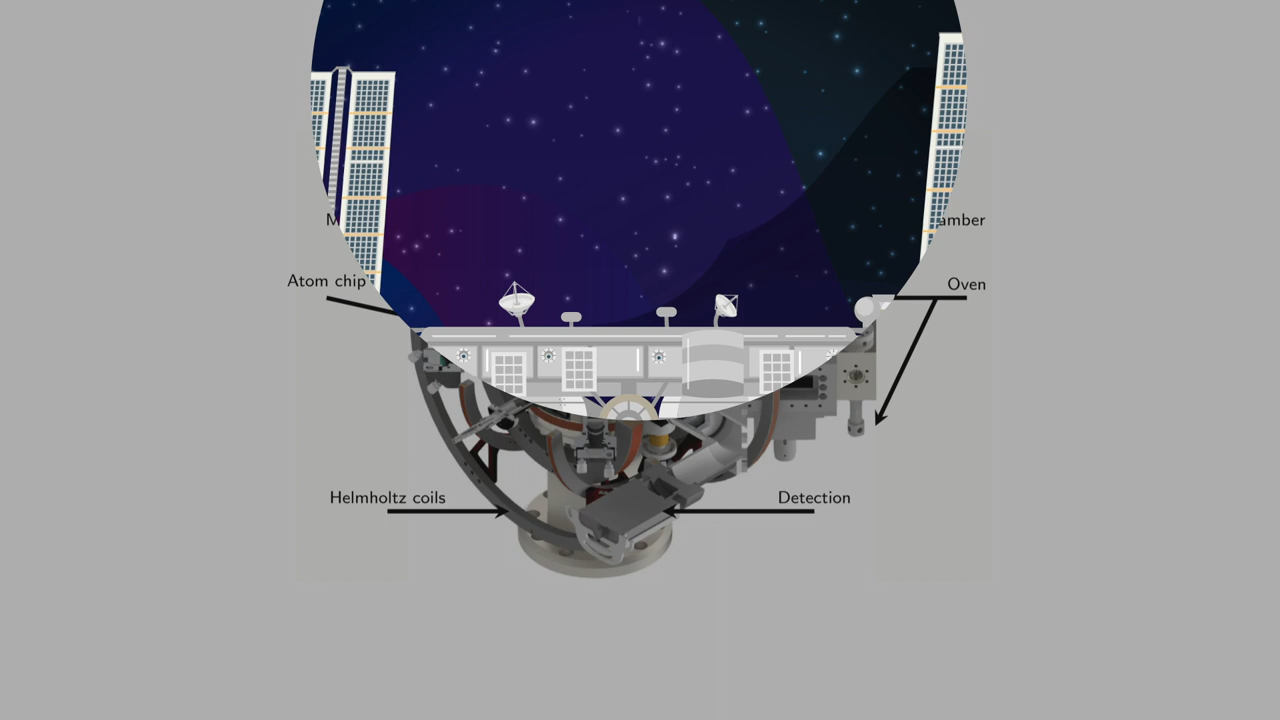 Atom chip
Oven
Helmholtz coils
Detection